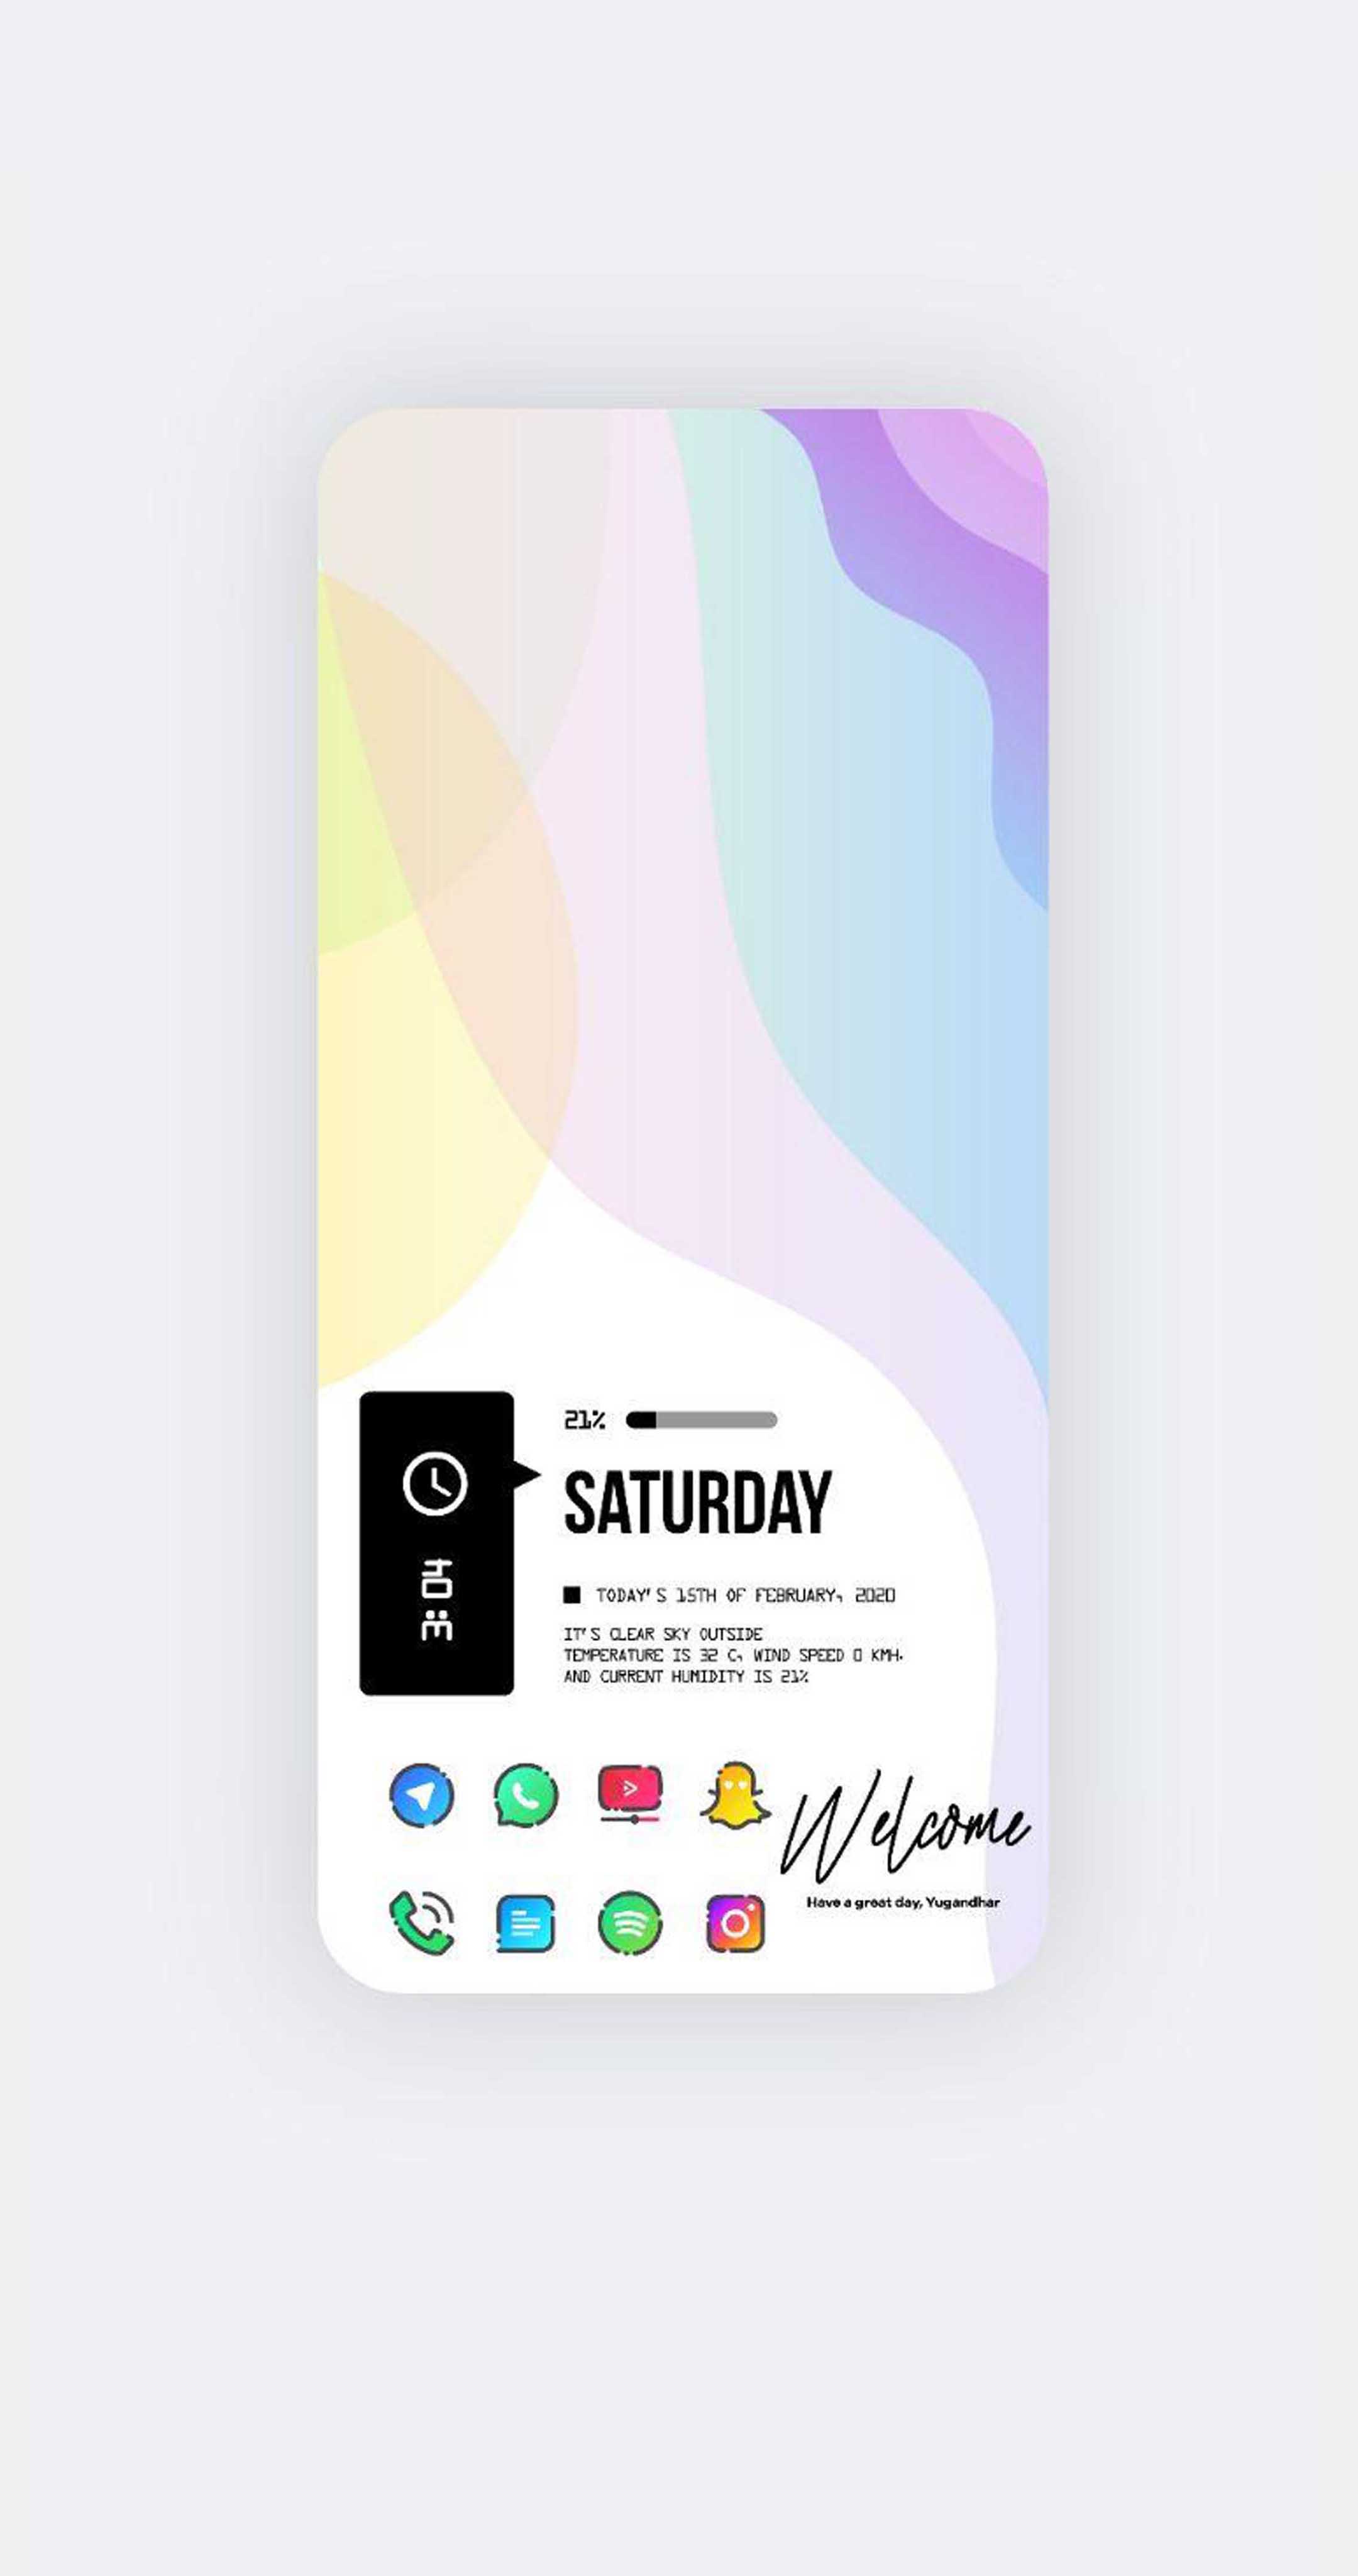 3:04
21%
SATURDAY
TODAY'S 15TH OF FEBRUARY, 2020
IT'S CLEAR SKY OUTSIDE
TEMPERATURE IS 32 C, WIND SPEED 0 KMH.
AND CURRENT HUMIDITY IS 21%
Welcome
Have a great day, Yugandhar